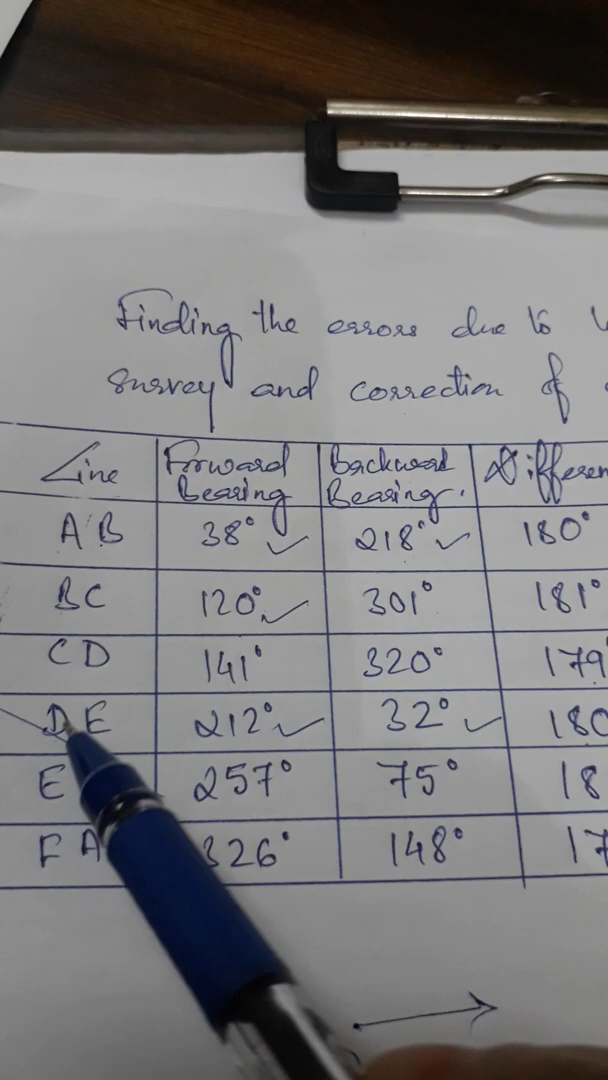 Finding the errors due to
survey and correction of
Line Forward Bearing Backward Bearing. Differen
AB 38° ✓ 218° ✓ 180°
BC 120° ✓ 301° 181°
CD 141° 320° 179
DE 212° ✓ 32° ✓ 180
E 257° 75° 18
FA 326° 148° 17